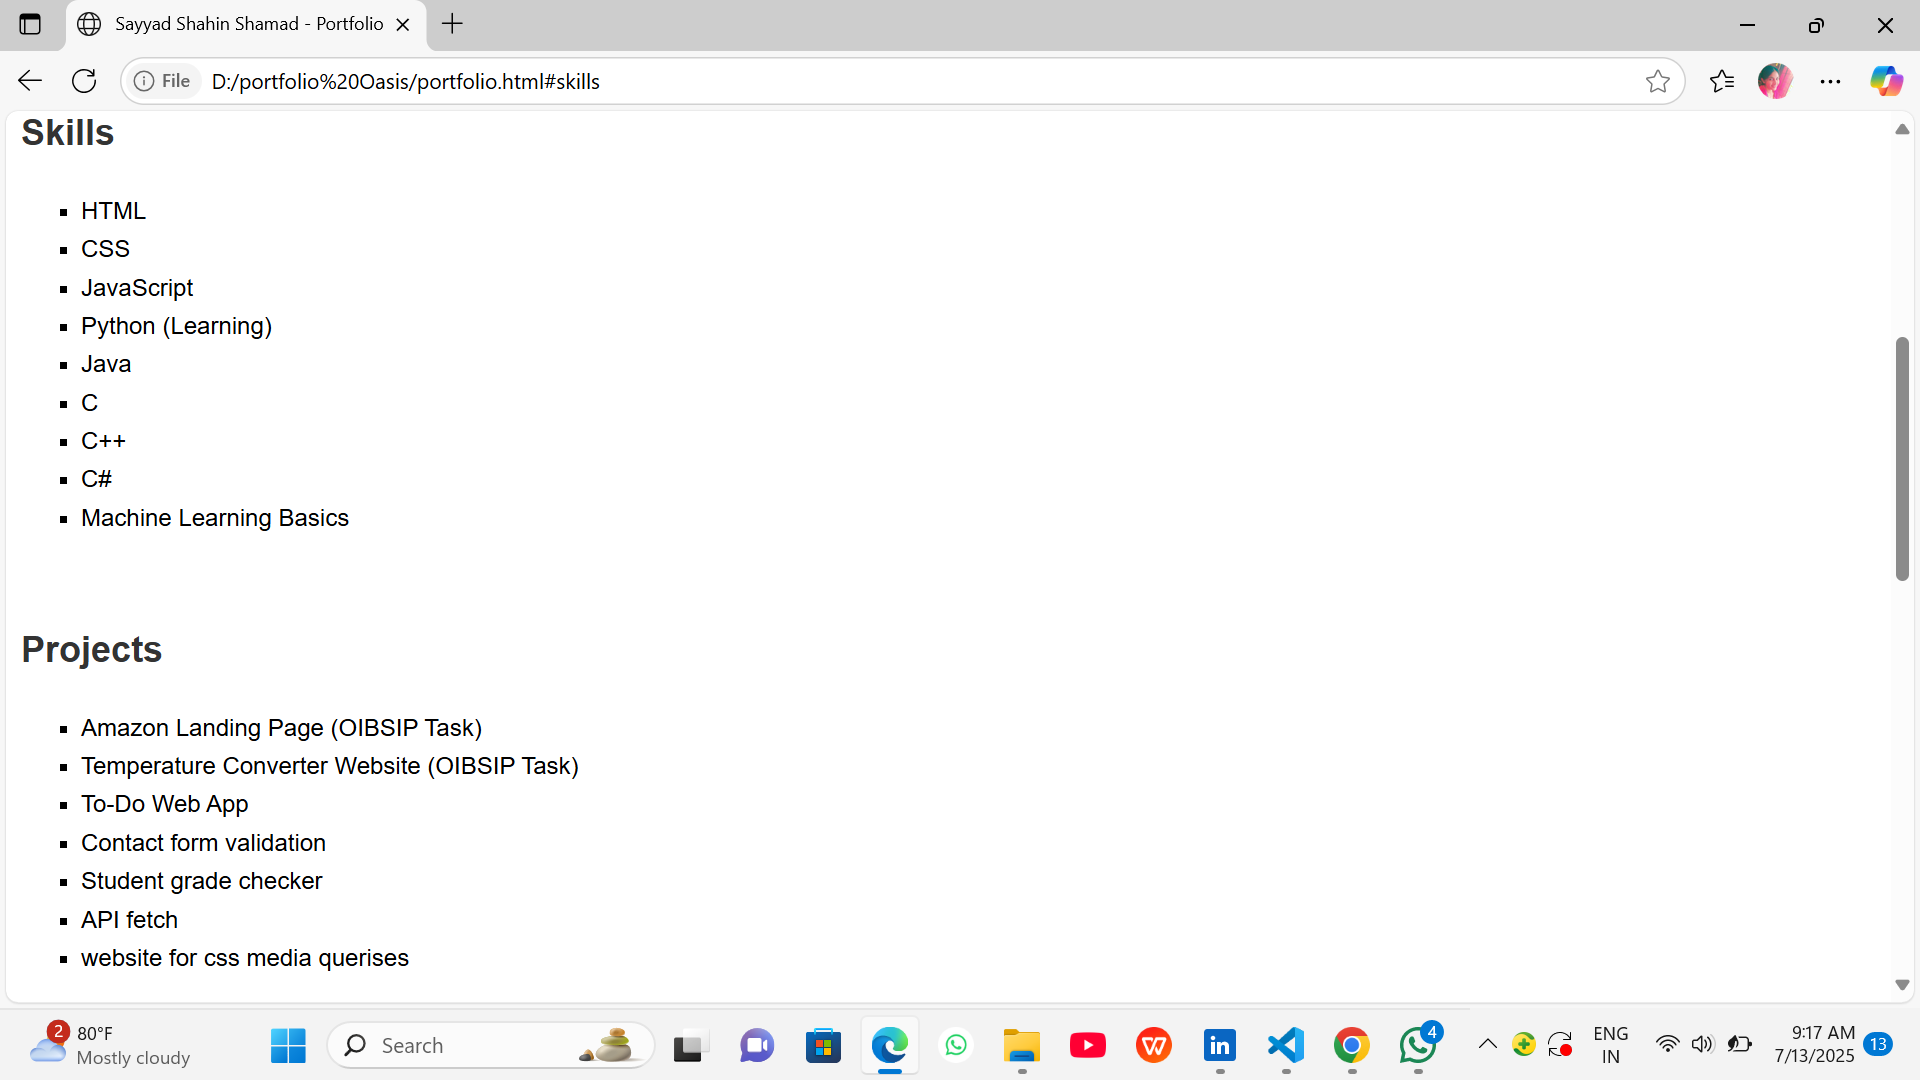 Sayyad Shahin Shamad - Portfolio
File
D:/portfolio%20Oasis/portfolio.html#skills
Skills
HTML
CSS
JavaScript
Python (Learning)
Java
C
C++
C#
Machine Learning Basics
Projects
Amazon Landing Page (OIBSIP Task)
Temperature Converter Website (OIBSIP Task)
To-Do Web App
Contact form validation
Student grade checker
API fetch
website for css media querises
2
80°F
Mostly cloudy
Search
W
in
4
ENG
IN
9:17 AM
7/13/2025
13